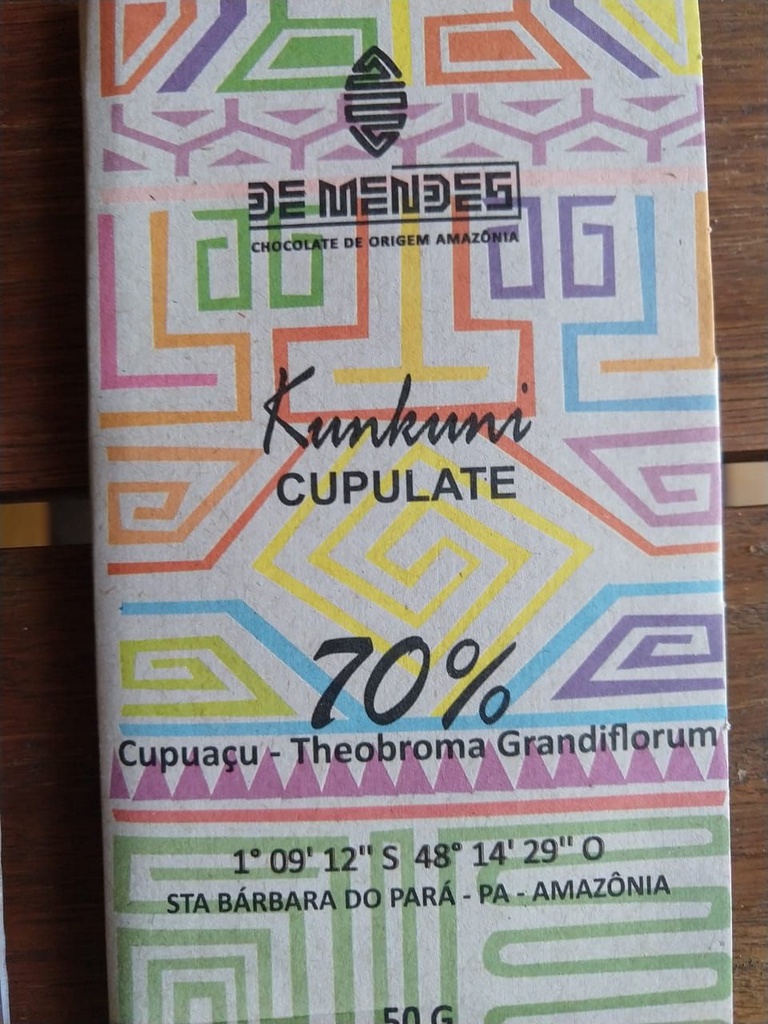 DE MENDES
CHOCOLATE DE ORIGEM AMAZÔNIA
Kunkuni
CUPULATE
70%
Cupuaçu - Theobroma Grandiflorum
1° 09' 12" S 48° 14' 29" O
STA BÁRBARA DO PARÁ - PA - AMAZÔNIA
50 G